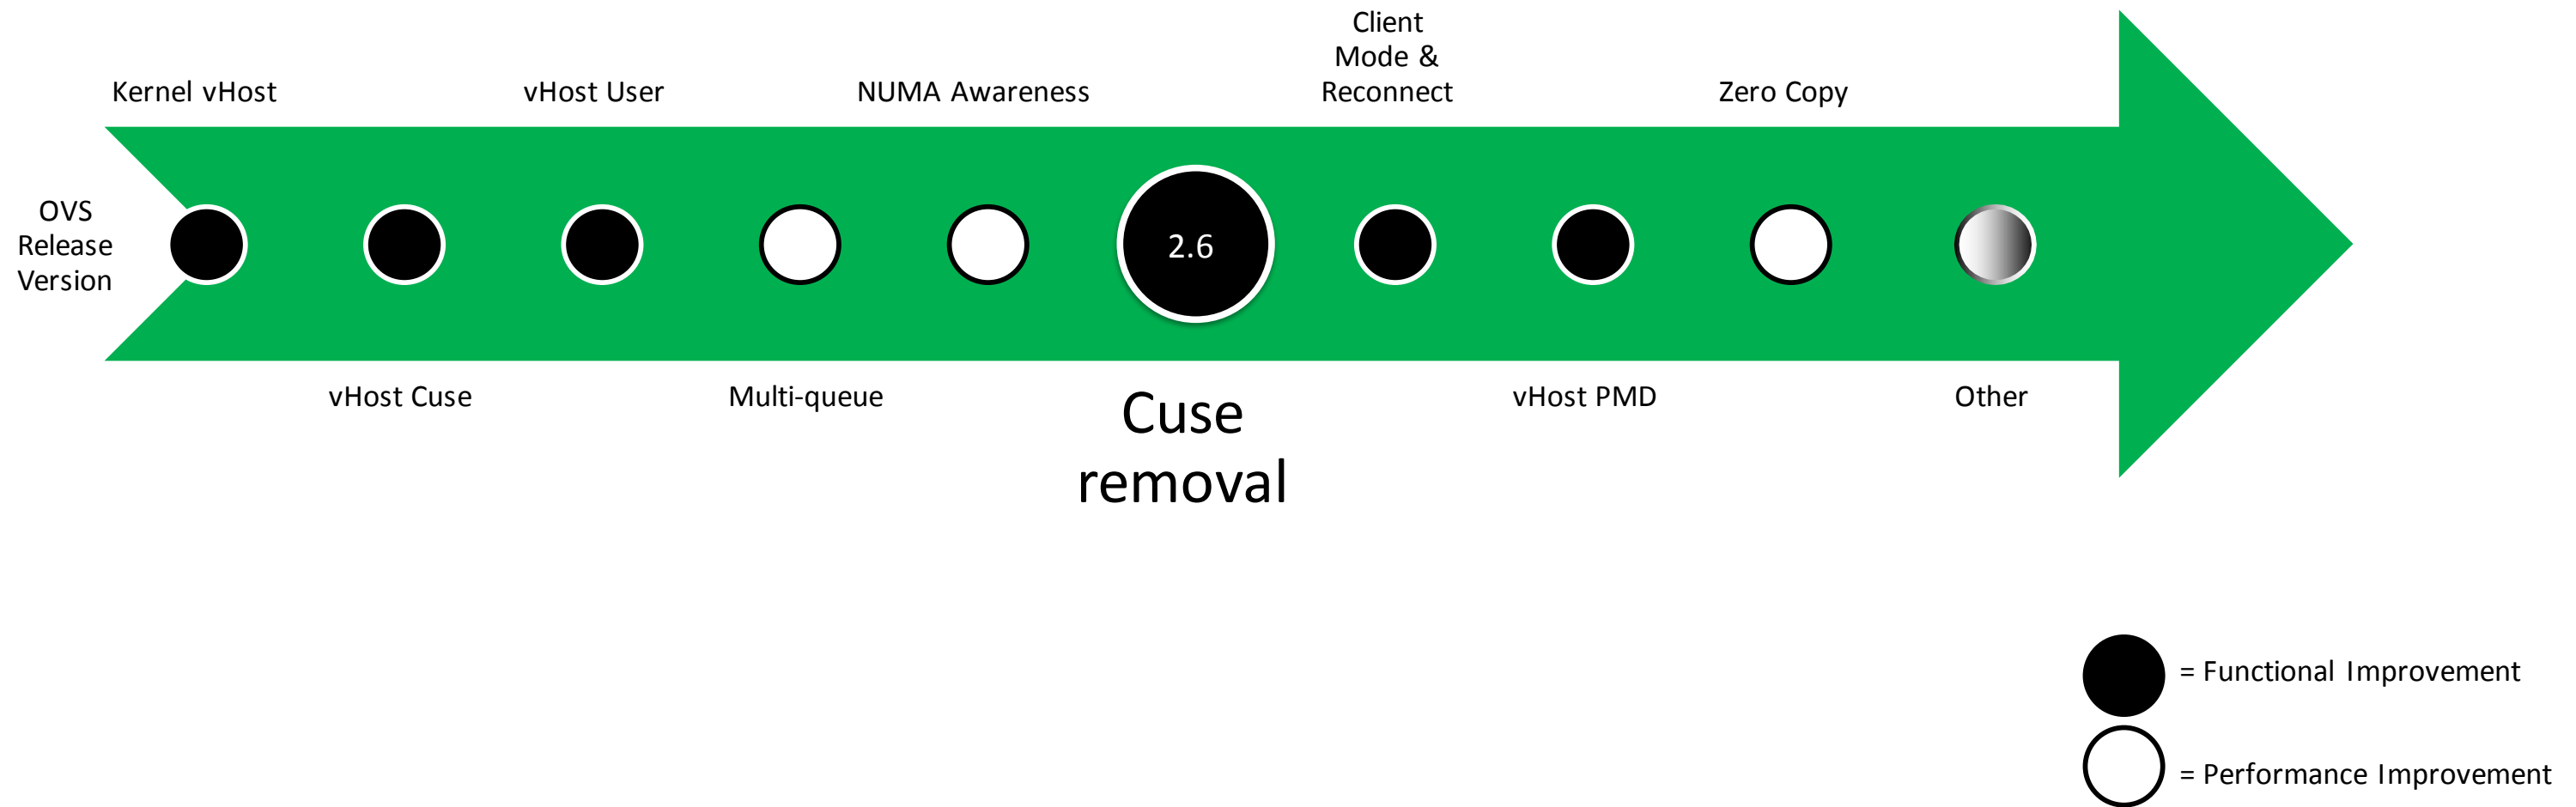 Client
Mode &
Reconnect
Kernel vHost
vHost User
NUMA Awareness
Zero Copy
OVS
Release
Version
2.6
vHost Cuse
Multi-queue
Cuse
removal
vHost PMD
Other
= Functional Improvement
= Performance Improvement